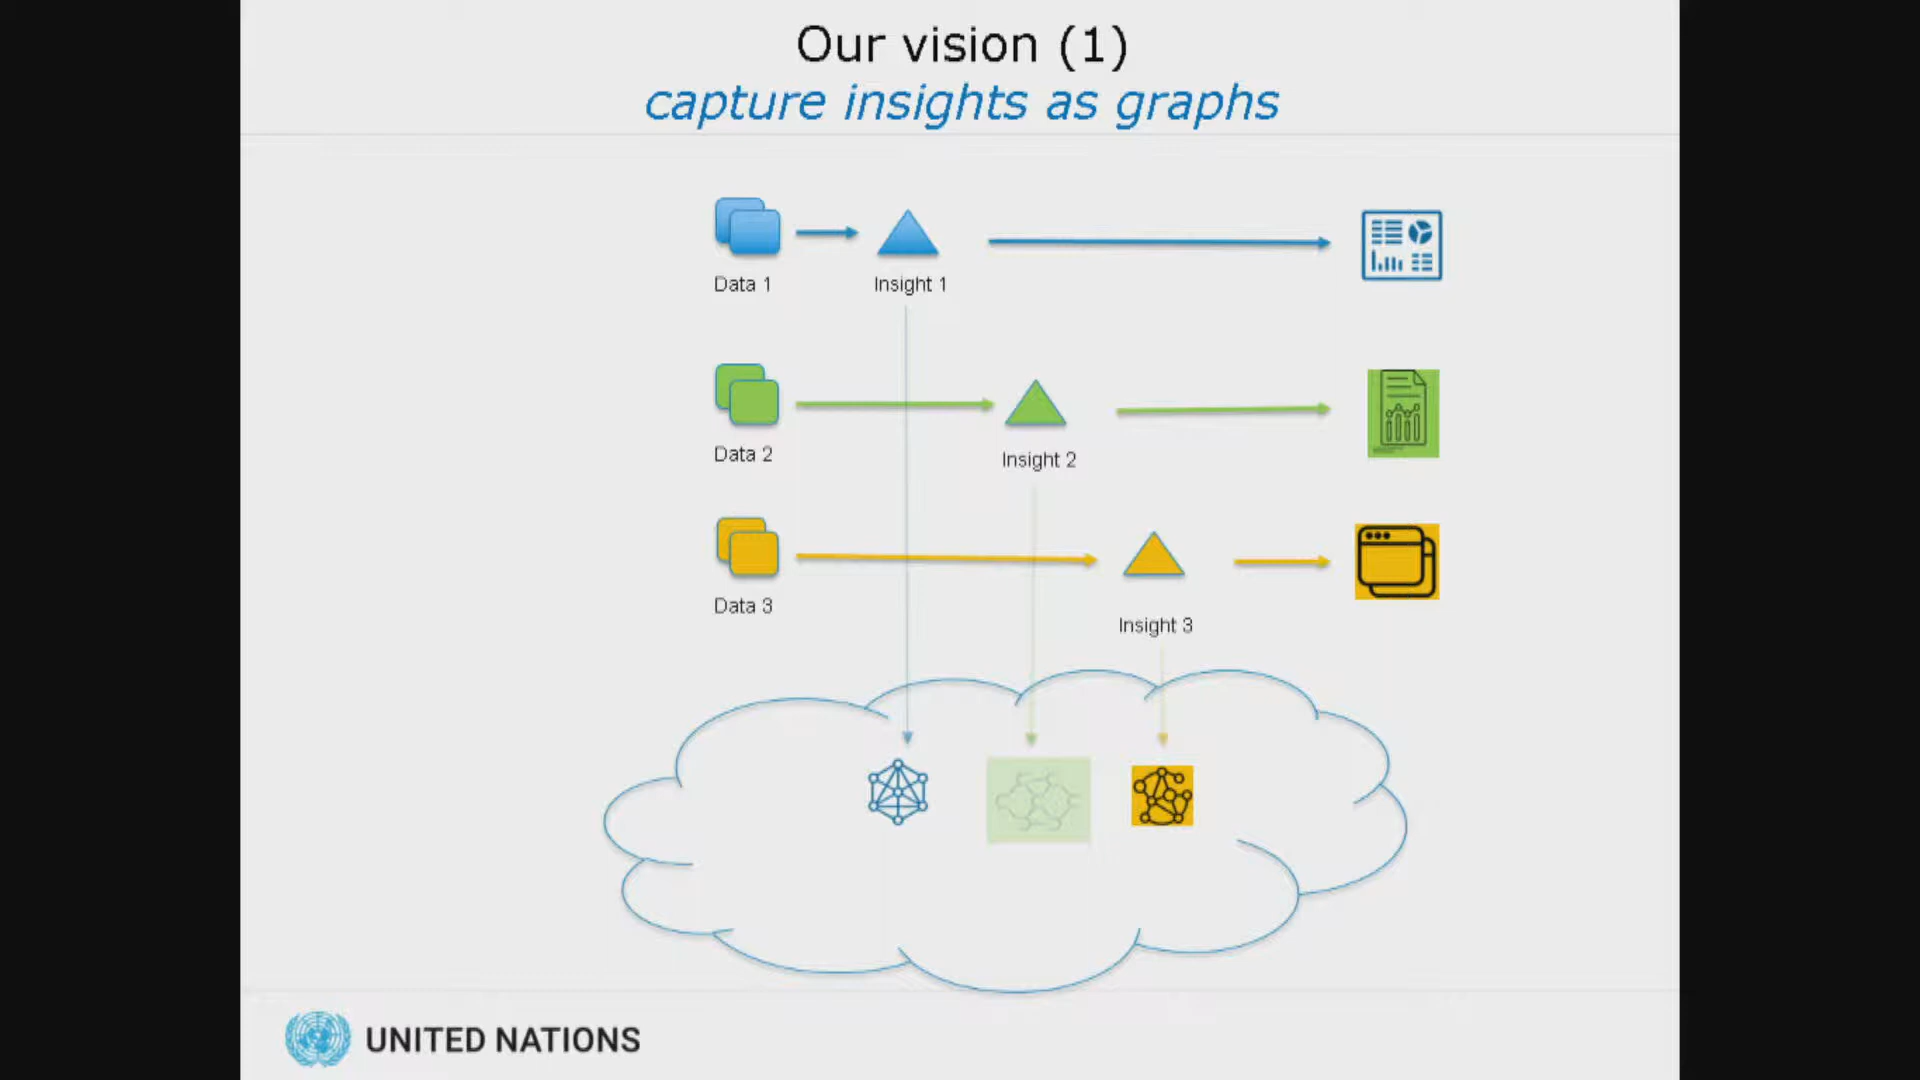 Our vision (1)
capture insights as graphs
Data 1
Insight 1
Data 2
Insight 2
Data 3
Insight 3
UNITED NATIONS